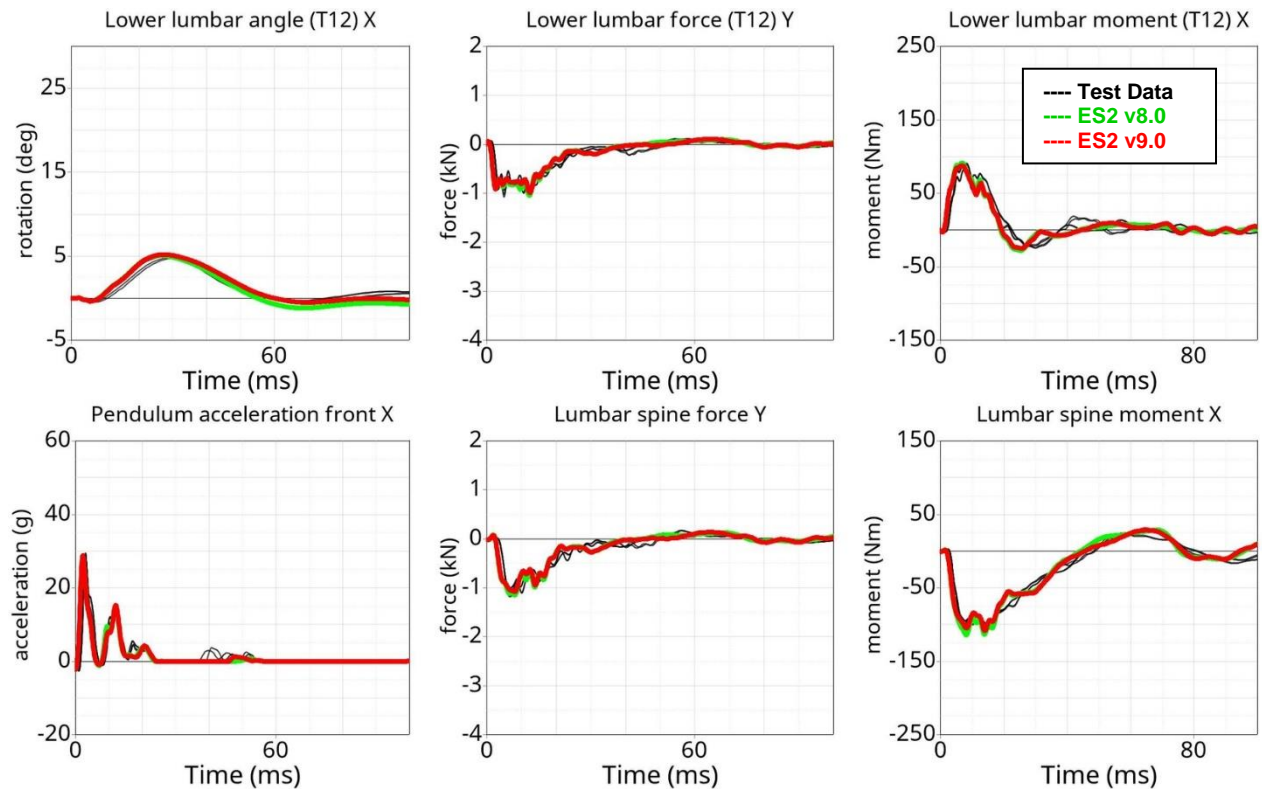 Lower lumbar angle (T12) X
rotation (deg)
25
15
5
-5
0
60
Time (ms)
Lower lumbar force (T12) Y
force (kN)
2
1
0
-1
-2
-3
-4
0
60
Time (ms)
Lower lumbar moment (T12) X
moment (Nm)
250
150
50
-50
-150
0
80
Time (ms)
---- Test Data
---- ES2 v8.0
---- ES2 v9.0
Pendulum acceleration front X
acceleration (g)
60
40
20
0
-20
0
60
Time (ms)
Lumbar spine force Y
force (kN)
2
1
0
-1
-2
-3
-4
0
60
Time (ms)
Lumbar spine moment X
moment (Nm)
150
50
-50
-150
-250
0
80
Time (ms)